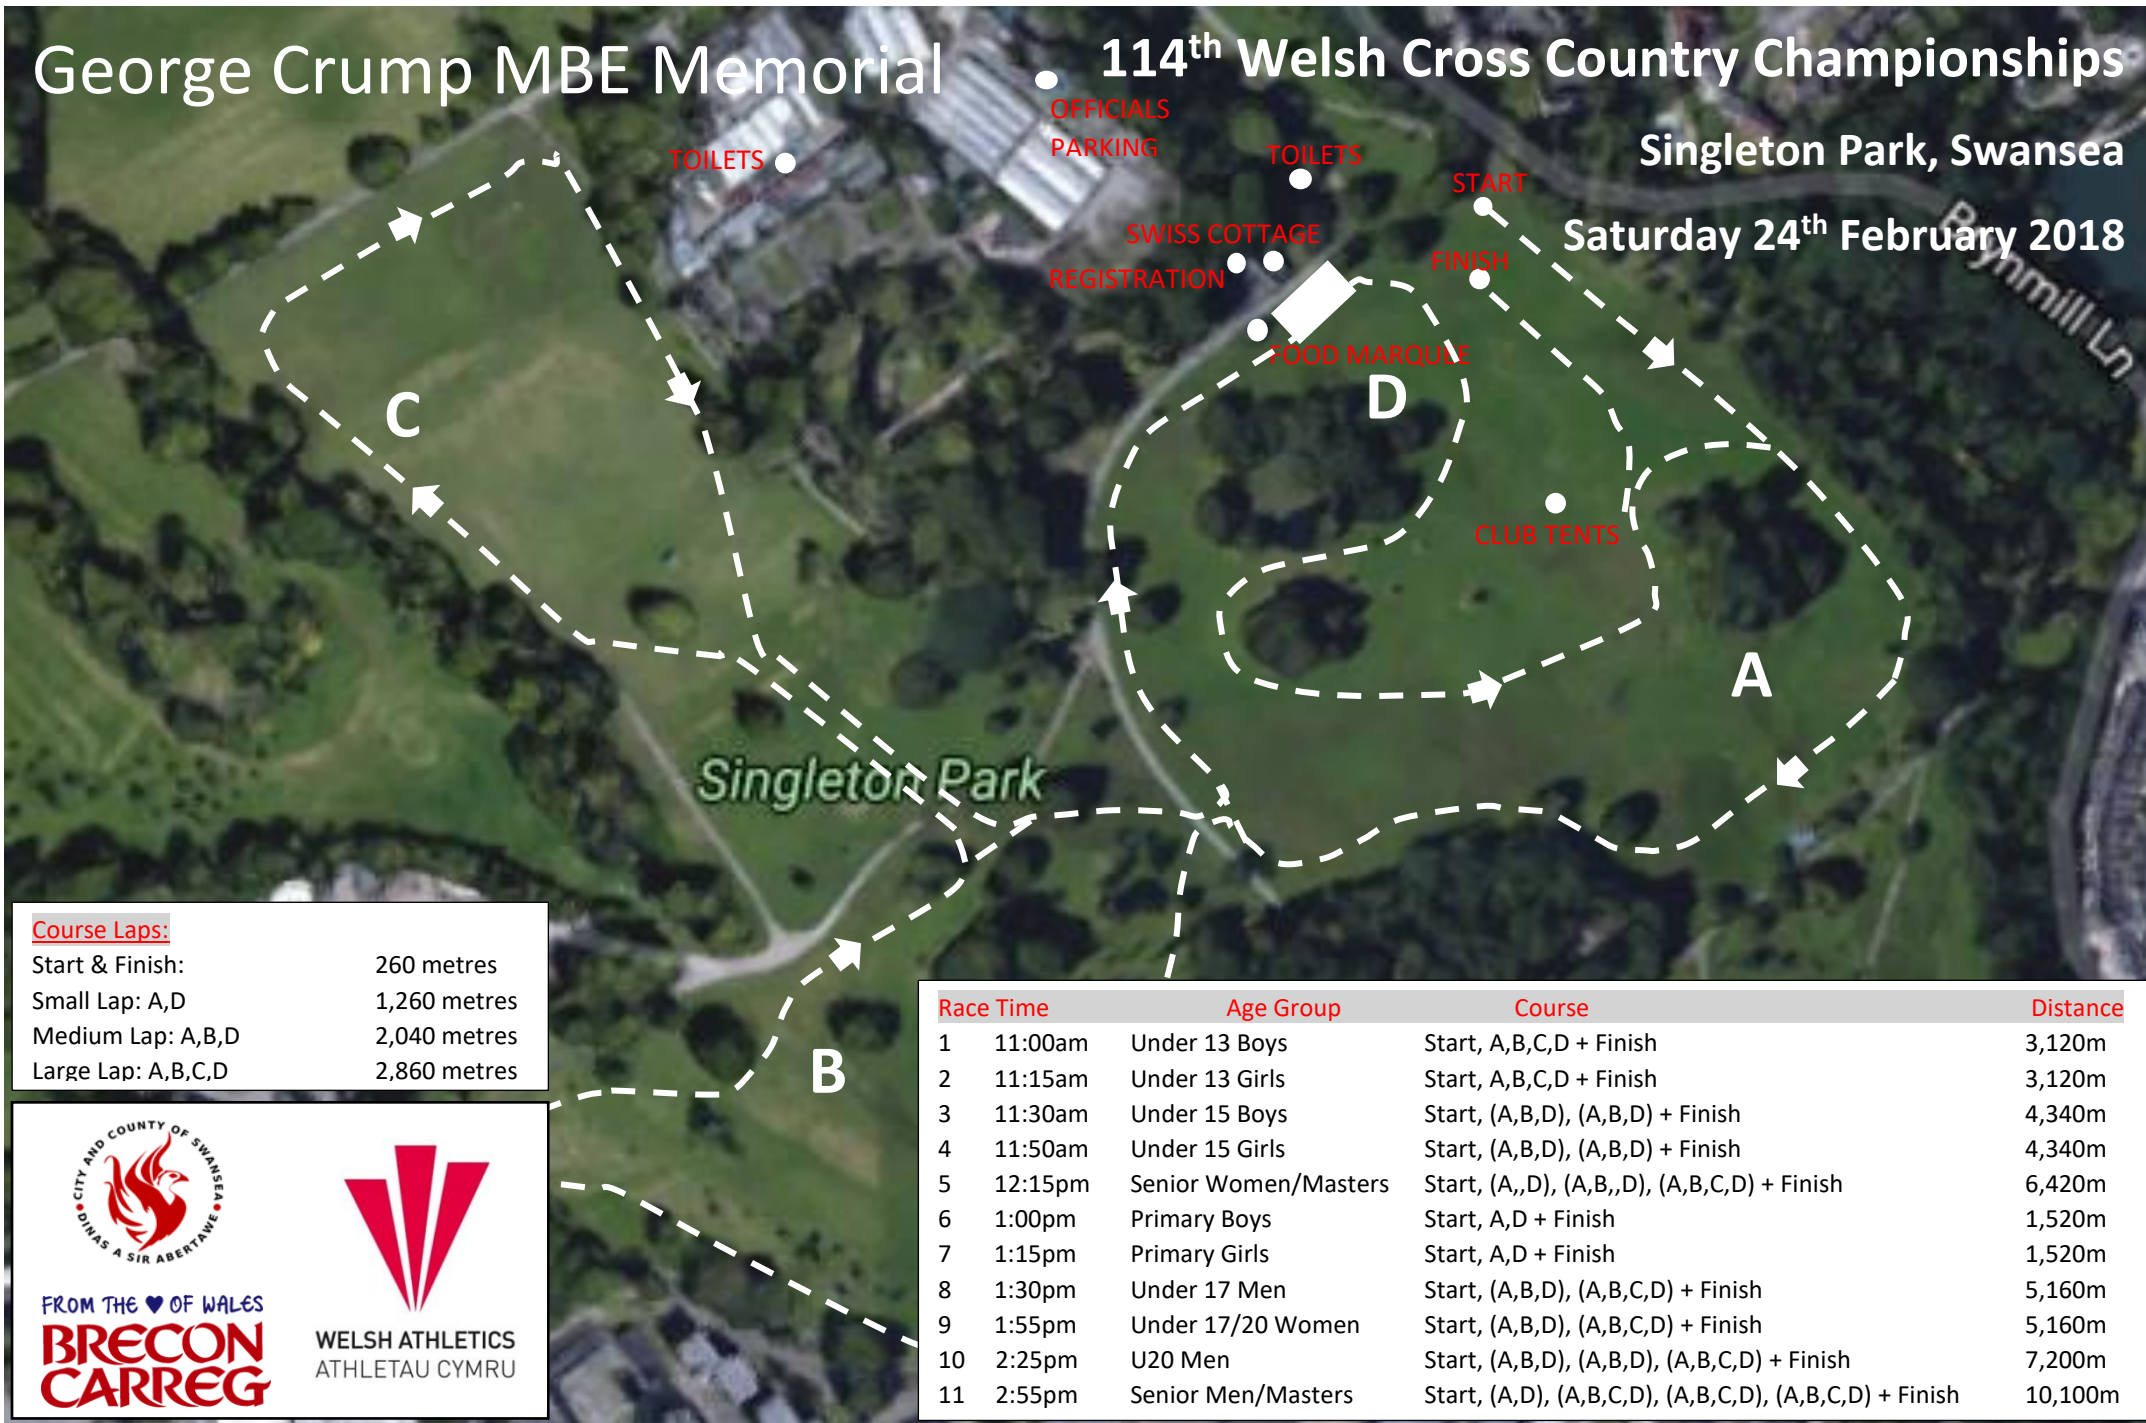 George Crump MBE Memorial
114th Welsh Cross Country Championships
Singleton Park, Swansea
Saturday 24th February 2018
OFFICIALS
PARKING
TOILETS
TOILETS
START
SWISS COTTAGE
FINISH
REGISTRATION
FOOD MARQUEE
Brynmill Ln
C
D
CLUB TENTS
A
Singleton Park
B
Course Laps:
Start & Finish: 260 metres
Small Lap: A,D 1,260 metres
Medium Lap: A,B,D 2,040 metres
Large Lap: A,B,C,D 2,860 metres
CITY AND COUNTY OF SWANSEA
DINAS A SIR ABERTAWE
FROM THE ♥ OF WALES
BRECON
CARREG
WELSH ATHLETICS
ATHLETAU CYMRU
Race Time Age Group Course Distance
1 11:00am Under 13 Boys Start, A,B,C,D + Finish 3,120m
2 11:15am Under 13 Girls Start, A,B,C,D + Finish 3,120m
3 11:30am Under 15 Boys Start, (A,B,D), (A,B,D) + Finish 4,340m
4 11:50am Under 15 Girls Start, (A,B,D), (A,B,D) + Finish 4,340m
5 12:15pm Senior Women/Masters Start, (A,,D), (A,B,,D), (A,B,C,D) + Finish 6,420m
6 1:00pm Primary Boys Start, A,D + Finish 1,520m
7 1:15pm Primary Girls Start, A,D + Finish 1,520m
8 1:30pm Under 17 Men Start, (A,B,D), (A,B,C,D) + Finish 5,160m
9 1:55pm Under 17/20 Women Start, (A,B,D), (A,B,C,D) + Finish 5,160m
10 2:25pm U20 Men Start, (A,B,D), (A,B,D), (A,B,C,D) + Finish 7,200m
11 2:55pm Senior Men/Masters Start, (A,D), (A,B,C,D), (A,B,C,D), (A,B,C,D) + Finish 10,100m